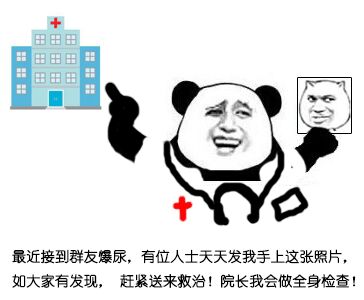 最近接到群友爆尿，有位人士天天发我手上这张照片，
如大家有发现， 赶紧送来救治！院长我会做全身检查！